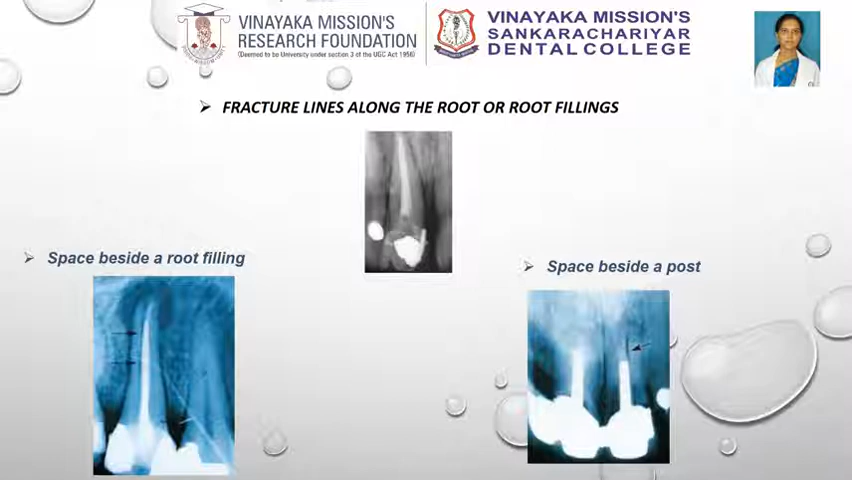 VINAYAKA MISSION'S
RESEARCH FOUNDATION
(Deemed to be University under section 3 of the UGC Act 1956)
VINAYAKA MISSION'S
SANKARACHARIYAR
DENTAL COLLEGE
FRACTURE LINES ALONG THE ROOT OR ROOT FILLINGS
Space beside a root filling
Space beside a post